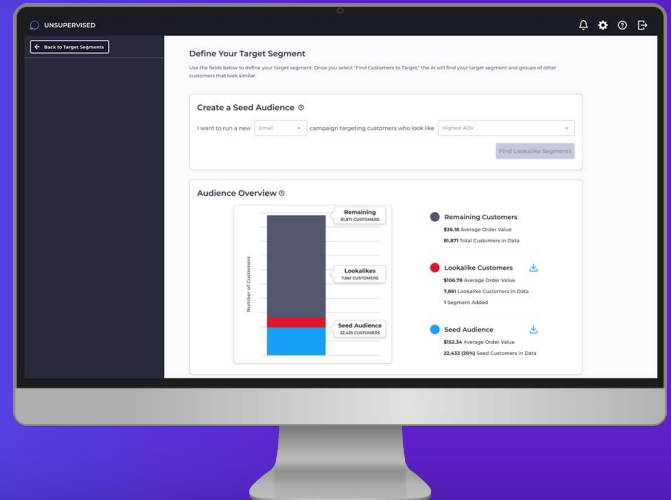 UNSUPERVISED
← Back to Target Segments
Define Your Target Segment
Use the fields below to define your target segment. Once you select "Find Customers to Target," the AI will find your target segment and groups of other
customers that look similar.
Create a Seed Audience
I want to run a new Email campaign targeting customers who look like Highest AOV
Find Lookalike Segments
Audience Overview
Number of Customers
Remaining
81,871 CUSTOMERS
Lookalikes
7,861 CUSTOMERS
Seed Audience
22,433 CUSTOMERS
Remaining Customers
$36.18 Average Order Value
81,871 Total Customers in Data
Lookalike Customers
$106.78 Average Order Value
7,861 Lookalike Customers in Data
1 Segment Added
Seed Audience
$152.34 Average Order Value
22,433 (20%) Seed Customers in Data